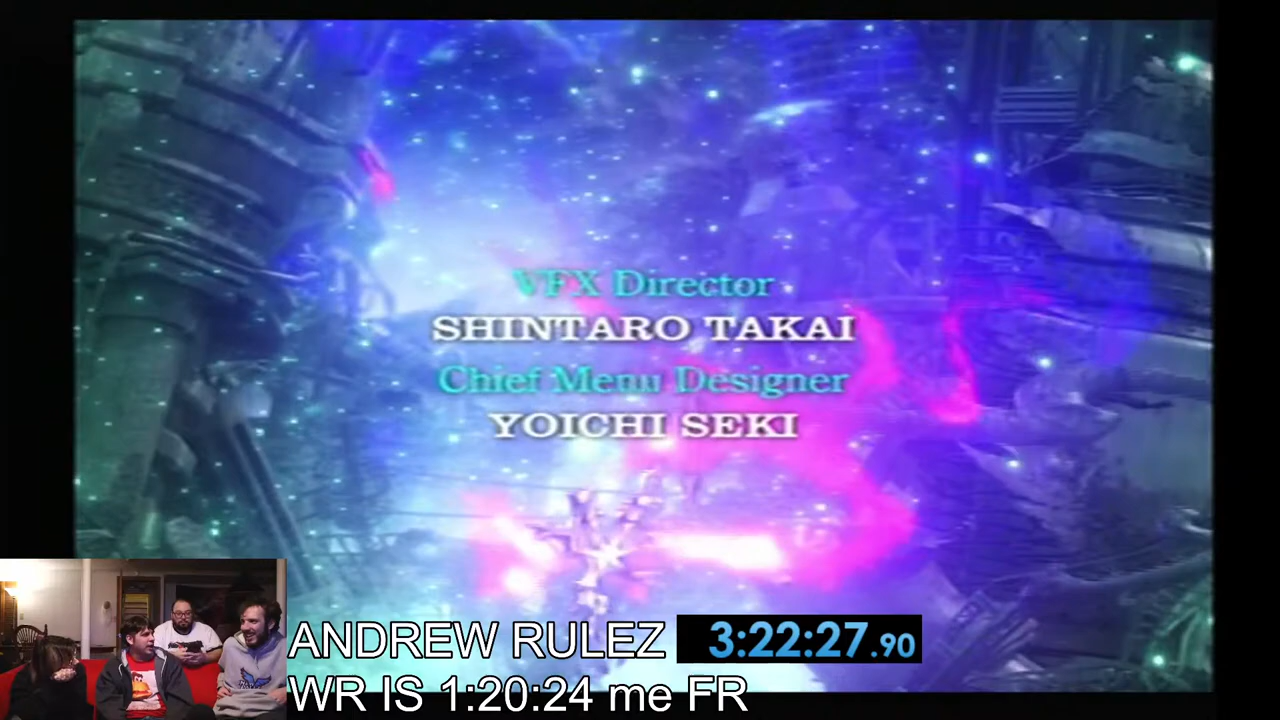 VFX Director
SHINTARO TAKAI
Chief Menu Designer
YOICHI SEKI
ANDREW RULEZ 3:22:27.90
WR IS 1:20:24 me FR